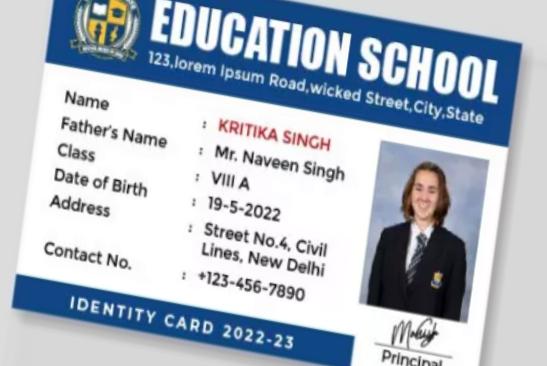 EDUCATION SCHOOL
123,lorem Ipsum Road,wicked Street,City,State
Name : KRITIKA SINGH
Father's Name : Mr. Naveen Singh
Class : VIII A
Date of Birth : 19-5-2022
Address : Street No.4, Civil
Lines, New Delhi
Contact No. : +123-456-7890
IDENTITY CARD 2022-23
Principal